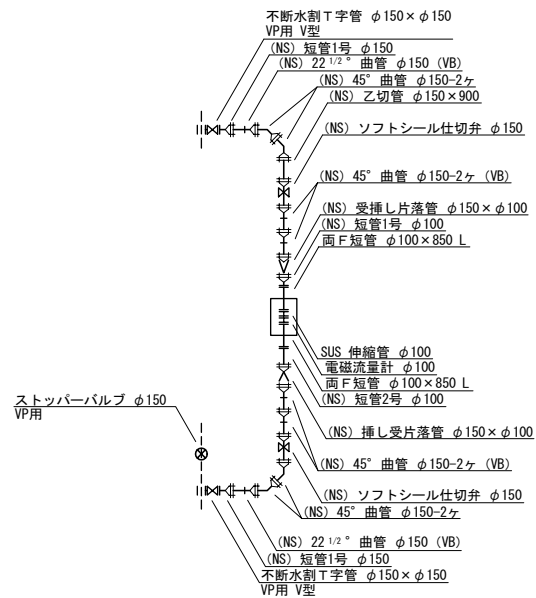 不断水割T字管 φ150×φ150
VP用 V型
(NS) 短管1号 φ150
(NS) 22 1/2 ° 曲管 φ150 (VB)
(NS) 45° 曲管 φ150-2ヶ
(NS) 乙切管 φ150×900
(NS) ソフトシール仕切弁 φ150
(NS) 45° 曲管 φ150-2ヶ (VB)
(NS) 受挿し片落管 φ150×φ100
(NS) 短管1号 φ100
両F短管 φ100×850 L
SUS 伸縮管 φ100
電磁流量計 φ100
両F短管 φ100×850 L
(NS) 短管2号 φ100
ストッパーバルブ φ150
VP用
(NS) 挿し受片落管 φ150×φ100
(NS) 45° 曲管 φ150-2ヶ (VB)
(NS) ソフトシール仕切弁 φ150
(NS) 45° 曲管 φ150-2ヶ
(NS) 22 1/2 ° 曲管 φ150 (VB)
(NS) 短管1号 φ150
不断水割T字管 φ150×φ150
VP用 V型